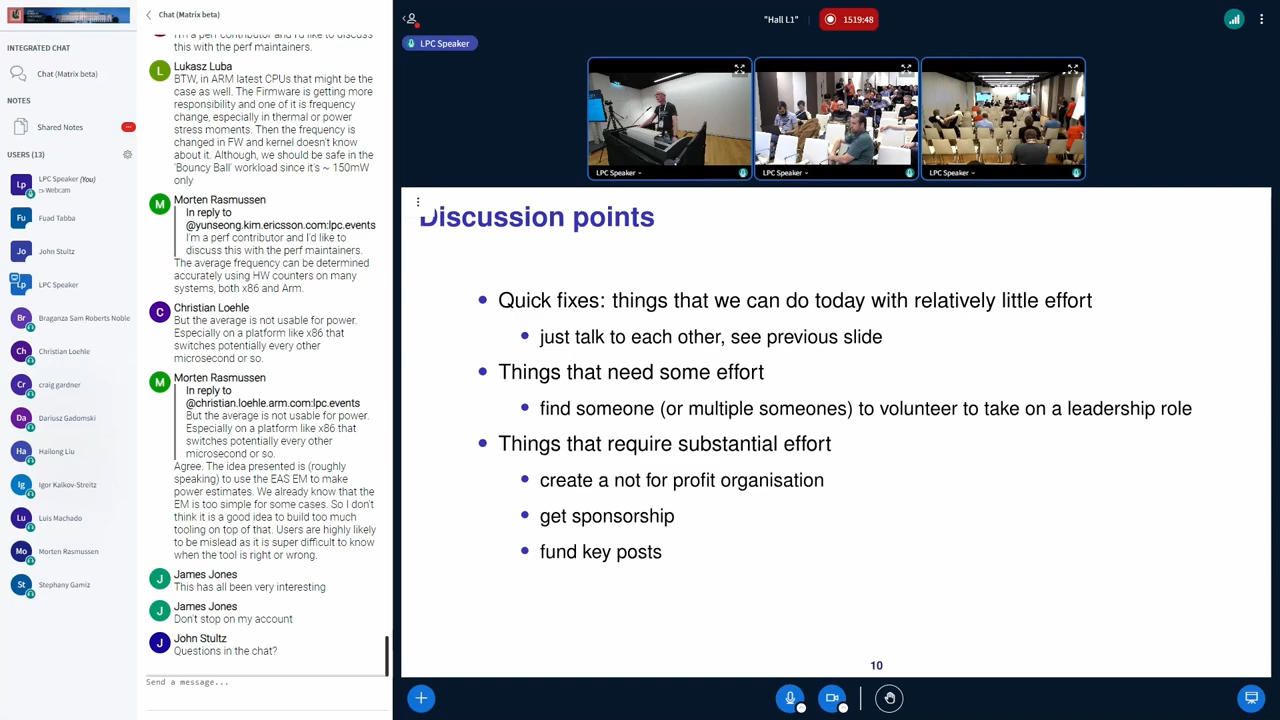 INTEGRATED CHAT
Chat (Matrix beta)
NOTES
Shared Notes
USERS (13)
Lp
LPC Speaker (You)
Webcam
Fu
Fuad Tabba
Jo
John Stultz
Lp
LPC Speaker
Br
Braganza Sam Roberts Noble
Ch
Christian Loehle
Cr
craig gardner
Da
Dariusz Gadomski
Ha
Hailong Liu
Ig
Igor Kalkov-Streitz
Lu
Luis Machado
Mo
Morten Rasmussen
St
Stephany Gamiz
Chat (Matrix beta)
I'm a perf contributor and I'd like to discuss
this with the perf maintainers.
L
Lukasz Luba
BTW, in ARM latest CPUs that might be the
case as well. The Firmware is getting more
responsibility and one of it is frequency
change, especially in thermal or power
stress moments. Then the frequency is
changed in FW and kernel doesn't know
about it. Although, we should be safe in the
'Bouncy Ball' workload since it's ~ 150mW
only
M
Morten Rasmussen
In reply to
@yunseong.kim.ericsson.com:lpc.events
I'm a perf contributor and I'd like to
discuss this with the perf maintainers.
The average frequency can be determined
accurately using HW counters on many
systems, both x86 and Arm.
C
Christian Loehle
But the average is not usable for power.
Especially on a platform like x86 that
switches potentially every other
microsecond or so.
M
Morten Rasmussen
In reply to
@christian.loehle.arm.com:lpc.events
But the average is not usable for power.
Especially on a platform like x86 that
switches potentially every other
microsecond or so.
Agree. The idea presented is (roughly
speaking) to use the EAS EM to make
power estimates. We already know that the
EM is too simple for some cases. So I don't
think it is a good idea to build too much
tooling on top of that. Users are highly likely
to be mislead as it is super difficult to know
when the tool is right or wrong.
J
James Jones
This has all been very interesting
J
James Jones
Don't stop on my account
J
John Stultz
Questions in the chat?
Send a message...
"Hall L1"
1519:48
LPC Speaker
LPC Speaker
LPC Speaker
LPC Speaker
Discussion points
Quick fixes: things that we can do today with relatively little effort
just talk to each other, see previous slide
Things that need some effort
find someone (or multiple someones) to volunteer to take on a leadership role
Things that require substantial effort
create a not for profit organisation
get sponsorship
fund key posts
10